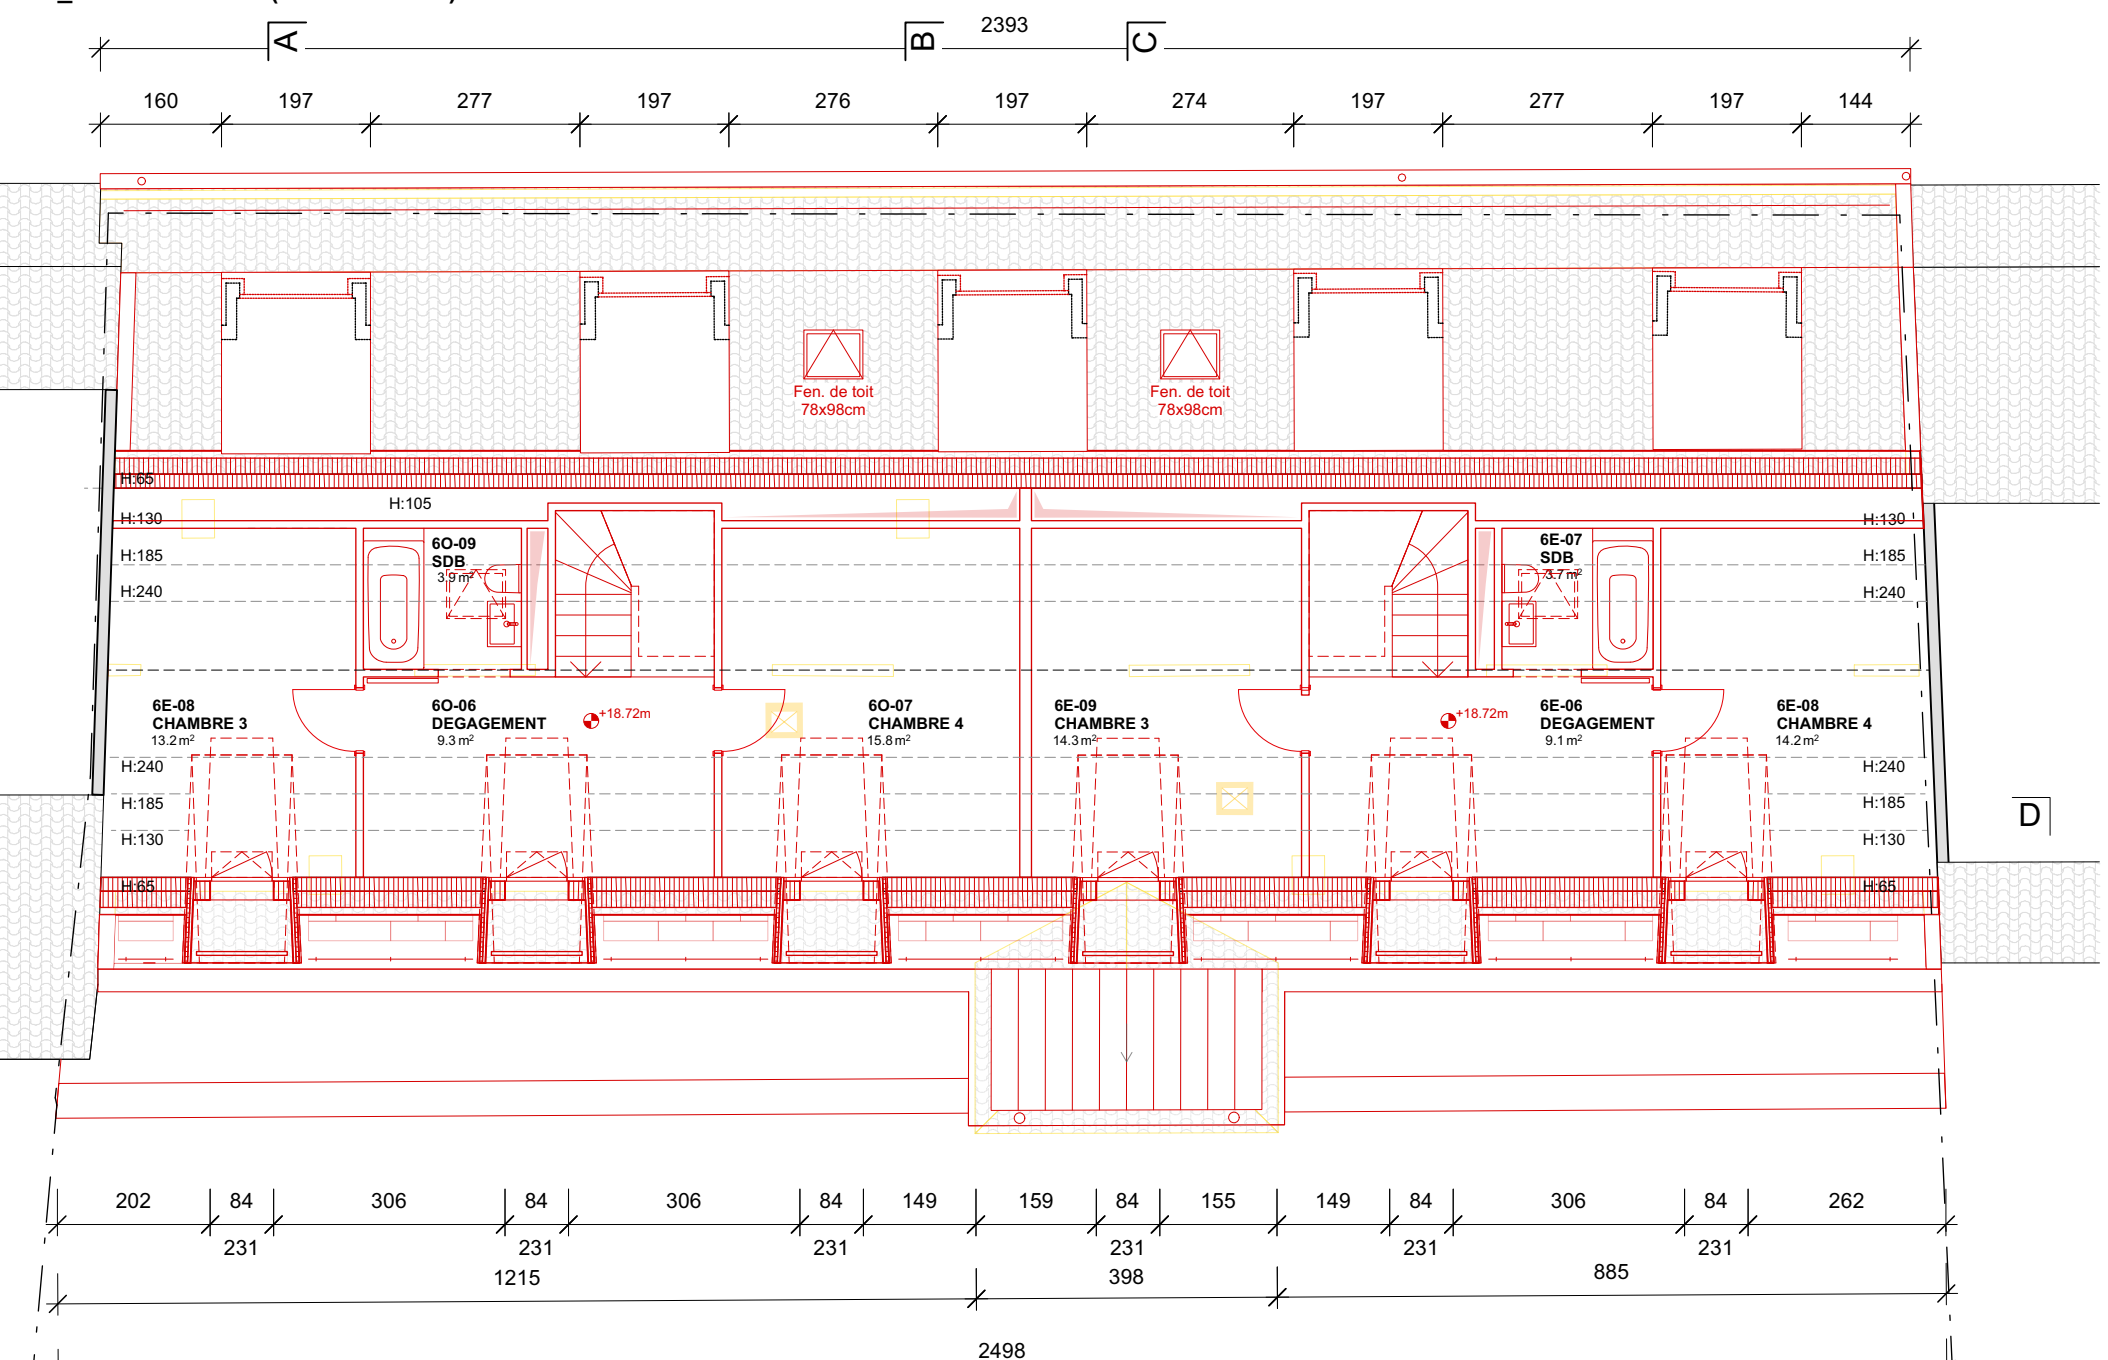 A
B
C
2393
160 197 277 197 276 197 274 197 277 197 144
Fen. de toit
78x98cm
Fen. de toit
78x98cm
H:65
H:105
H:130
H:130
6O-09
SDB
3.9 m²
6E-07
SDB
3.7 m²
H:185
H:185
H:240
H:240
6E-08
CHAMBRE 3
13.2 m²
6O-06
DEGAGEMENT
9.3 m²
+18.72m
6O-07
CHAMBRE 4
15.8 m²
6E-09
CHAMBRE 3
14.3 m²
+18.72m
6E-06
DEGAGEMENT
9.1 m²
6E-08
CHAMBRE 4
14.2 m²
H:240
H:240
H:185
H:185
D
H:130
H:130
H:65
H:65
202 84 306 84 306 84 149 159 84 155 149 84 306 84 262
231 231 231 231 231 231
1215 398 885
2498